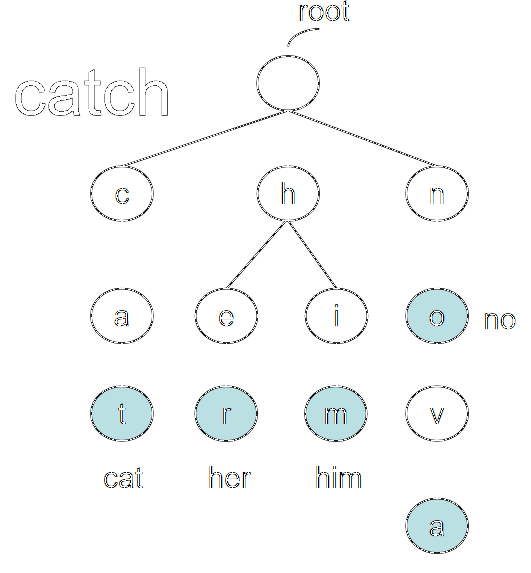 root
catch
c h n
a e i o no
t r m v
cat her him
a